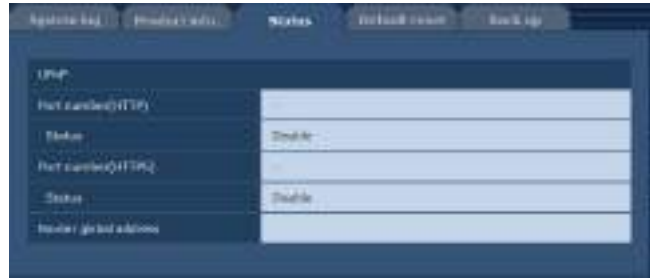 System log Product info. Status Default reset Back up
UPnP
Port number(HTTP)
Status Disable
Port number(HTTPS)
Status Disable
Router global address